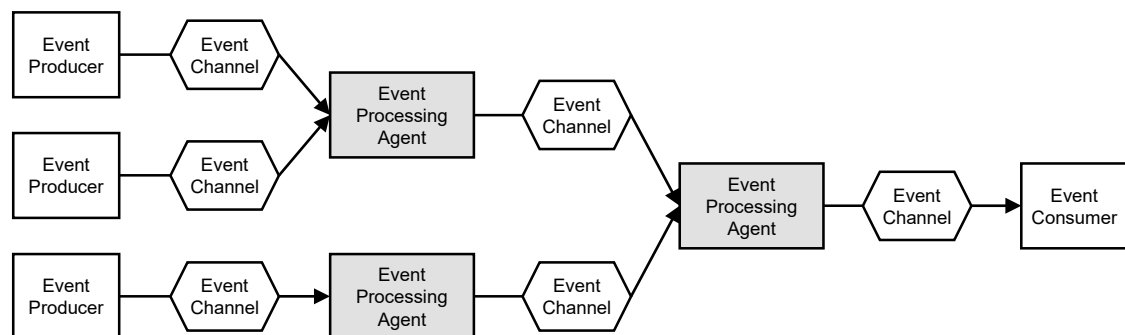 Event
Producer
Event
Channel
Event
Processing
Agent
Event
Channel
Event
Producer
Event
Channel
Event
Processing
Agent
Event
Channel
Event
Consumer
Event
Producer
Event
Channel
Event
Processing
Agent
Event
Channel